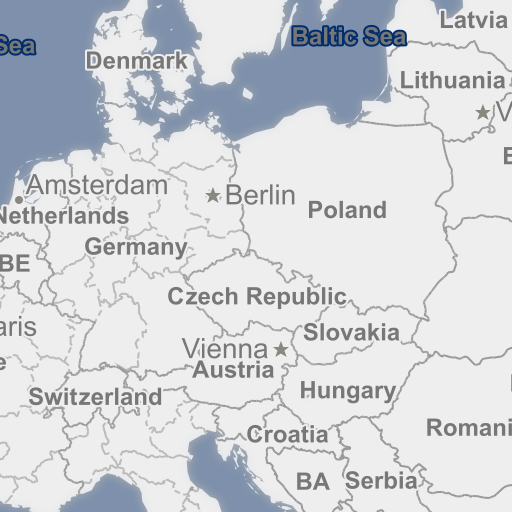 Latvia
Baltic Sea
Sea
Denmark
Lithuania
V
E
Amsterdam
Berlin
Netherlands
Poland
Germany
BE
Czech Republic
aris
Slovakia
Vienna
e
Austria
Switzerland
Hungary
Romani
Croatia
BA
Serbia